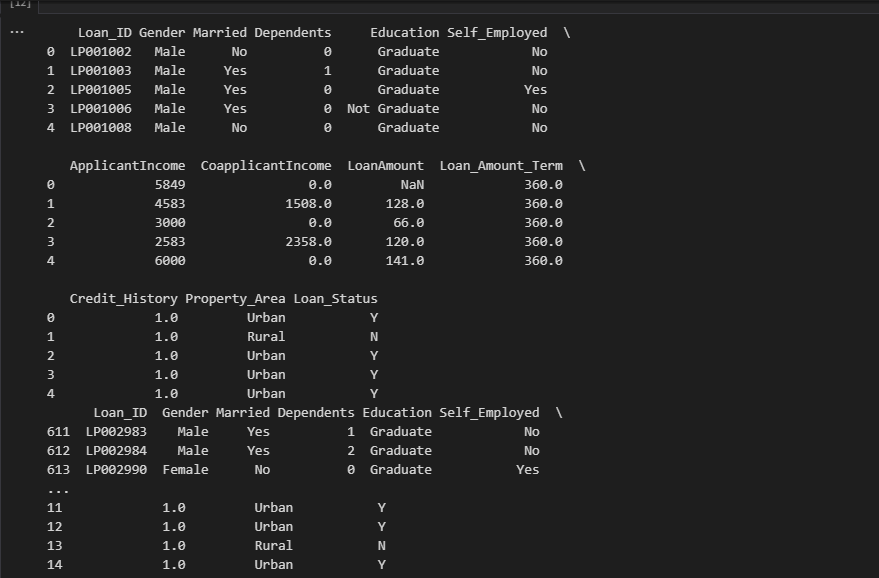 [12]
...
Loan_ID Gender Married Dependents Education Self_Employed \
0 LP001002 Male No 0 Graduate No
1 LP001003 Male Yes 1 Graduate No
2 LP001005 Male Yes 0 Graduate Yes
3 LP001006 Male Yes 0 Not Graduate No
4 LP001008 Male No 0 Graduate No
ApplicantIncome CoapplicantIncome LoanAmount Loan_Amount_Term \
0 5849 0.0 NaN 360.0
1 4583 1508.0 128.0 360.0
2 3000 0.0 66.0 360.0
3 2583 2358.0 120.0 360.0
4 6000 0.0 141.0 360.0
Credit_History Property_Area Loan_Status
0 1.0 Urban Y
1 1.0 Rural N
2 1.0 Urban Y
3 1.0 Urban Y
4 1.0 Urban Y
Loan_ID Gender Married Dependents Education Self_Employed \
611 LP002983 Male Yes 1 Graduate No
612 LP002984 Male Yes 2 Graduate No
613 LP002990 Female No 0 Graduate Yes
...
11 1.0 Urban Y
12 1.0 Urban Y
13 1.0 Rural N
14 1.0 Urban Y